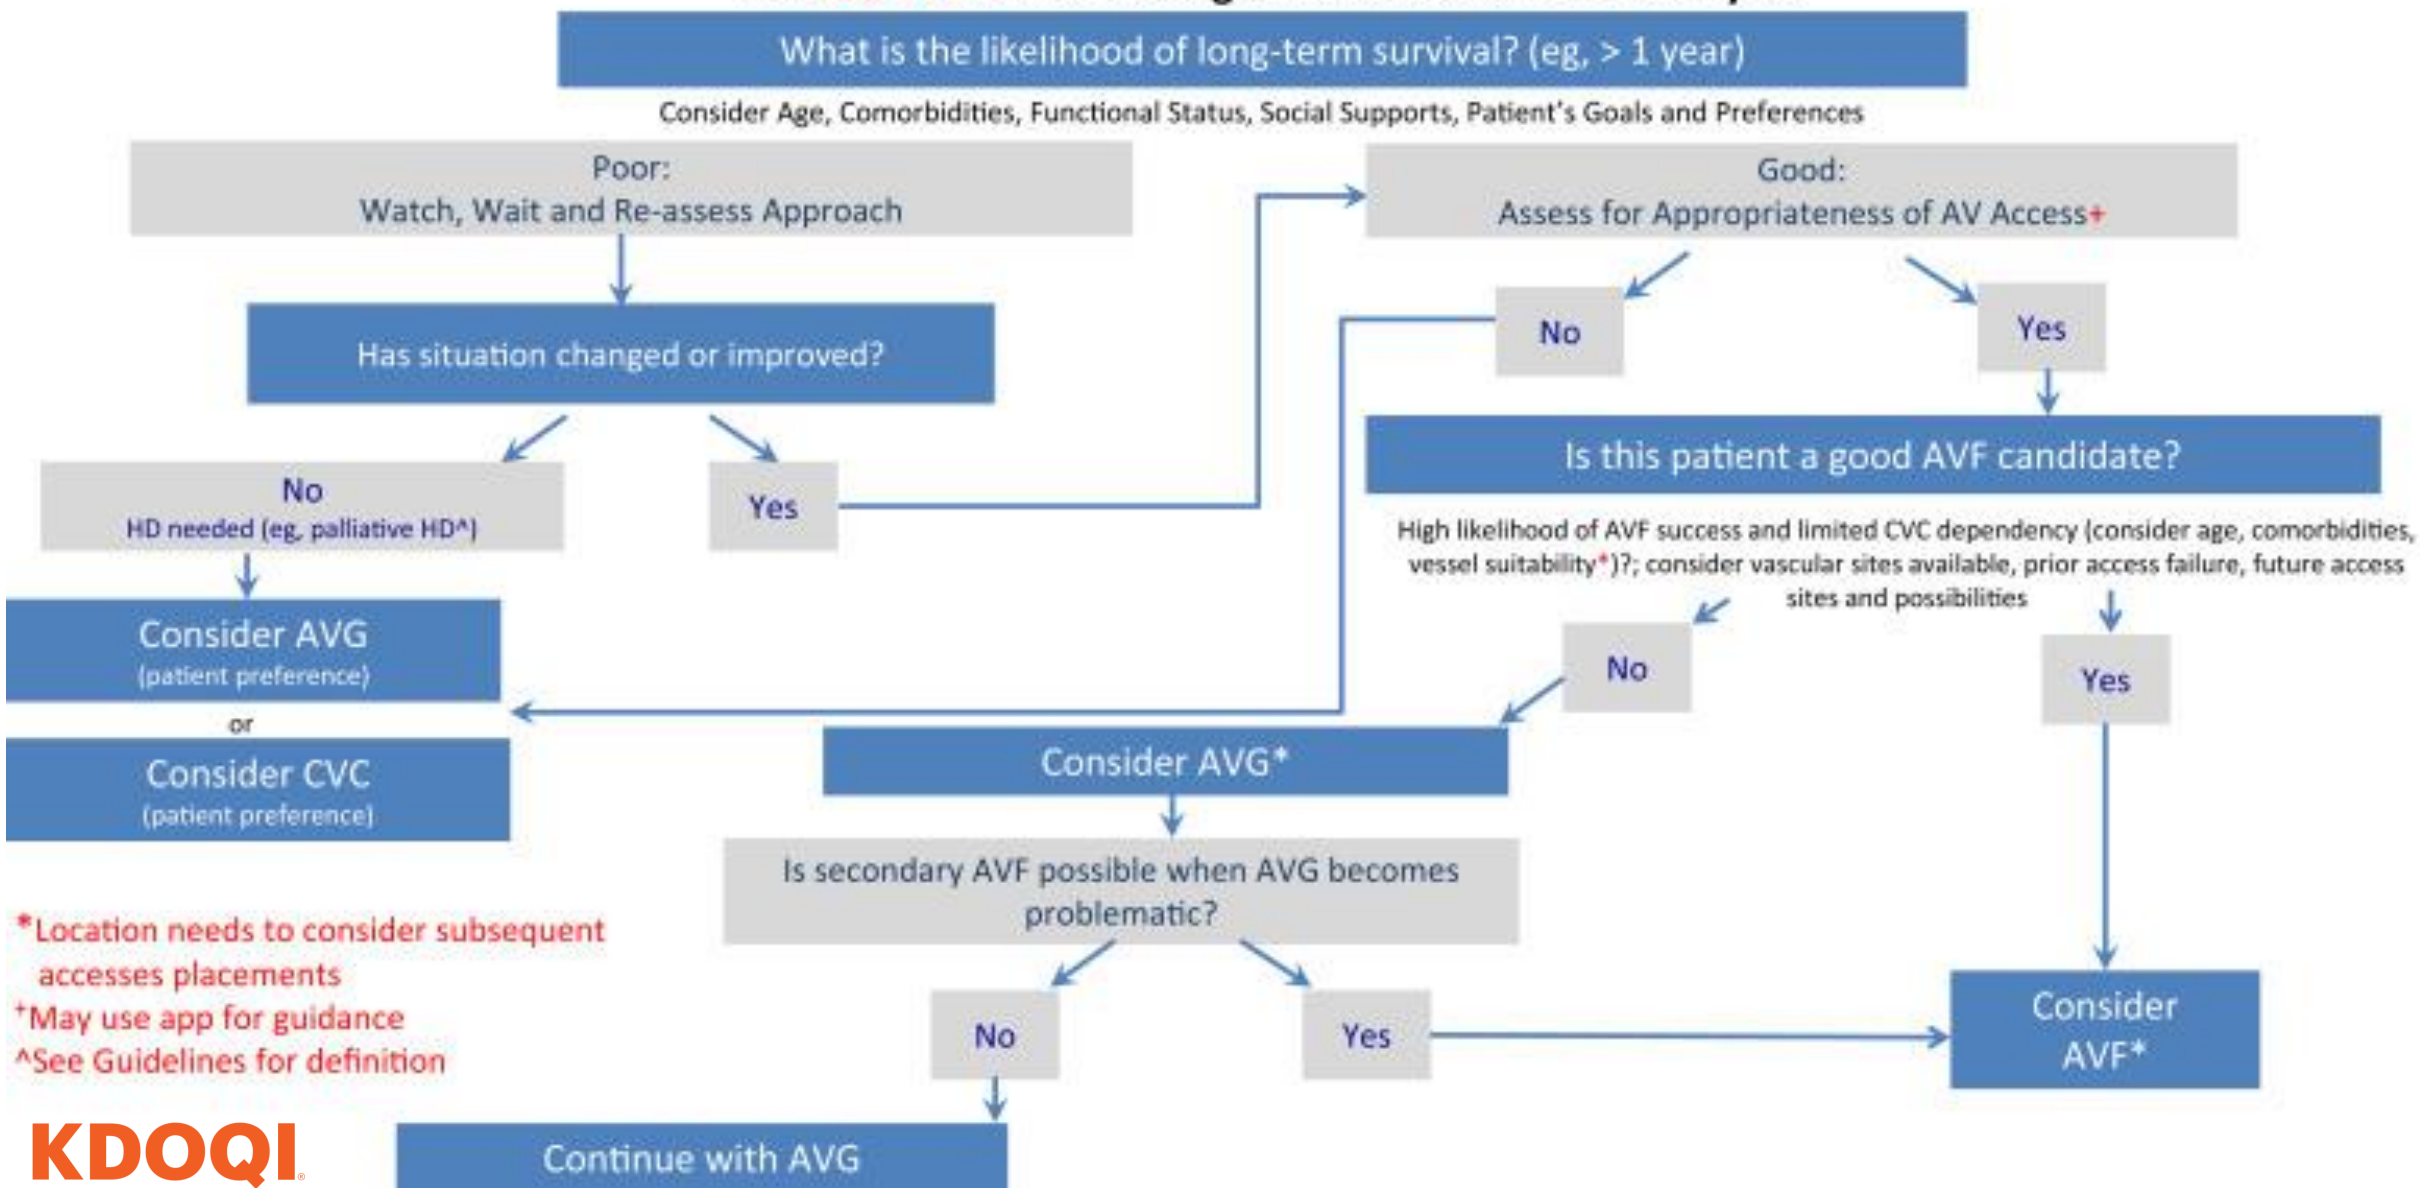 What is the likelihood of long-term survival? (eg, > 1 year)
Consider Age, Comorbidities, Functional Status, Social Supports, Patient's Goals and Preferences
Poor:
Watch, Wait and Re-assess Approach
Good:
Assess for Appropriateness of AV Access+
Has situation changed or improved?
No
Yes
No
HD needed (eg, palliative HD^)
Yes
Is this patient a good AVF candidate?
High likelihood of AVF success and limited CVC dependency (consider age, comorbidities,
vessel suitability*)?; consider vascular sites available, prior access failure, future access
sites and possibilities
Consider AVG
(patient preference)
or
Consider CVC
(patient preference)
No
Yes
Consider AVG*
Is secondary AVF possible when AVG becomes
problematic?
No
Yes
Consider
AVF*
Continue with AVG
*Location needs to consider subsequent
accesses placements
+May use app for guidance
^See Guidelines for definition
KDOQI